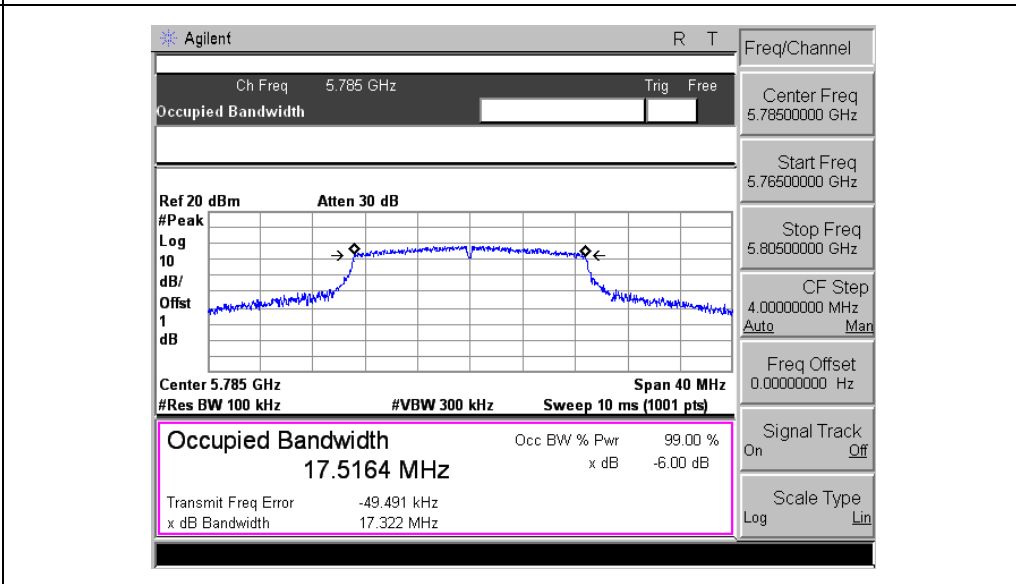 Agilent R T
Ch Freq 5.785 GHz Trig Free
Occupied Bandwidth
Ref 20 dBm Atten 30 dB
#Peak
Log
10
dB/
Offst
1
dB
Center 5.785 GHz Span 40 MHz
#Res BW 100 kHz #VBW 300 kHz Sweep 10 ms (1001 pts)
Occupied Bandwidth Occ BW % Pwr 99.00 %
17.5164 MHz x dB -6.00 dB
Transmit Freq Error -49.491 kHz
x dB Bandwidth 17.322 MHz
Freq/Channel
Center Freq
5.78500000 GHz
Start Freq
5.76500000 GHz
Stop Freq
5.80500000 GHz
CF Step
4.00000000 MHz
Auto Man
Freq Offset
0.00000000 Hz
Signal Track
On Off
Scale Type
Log Lin